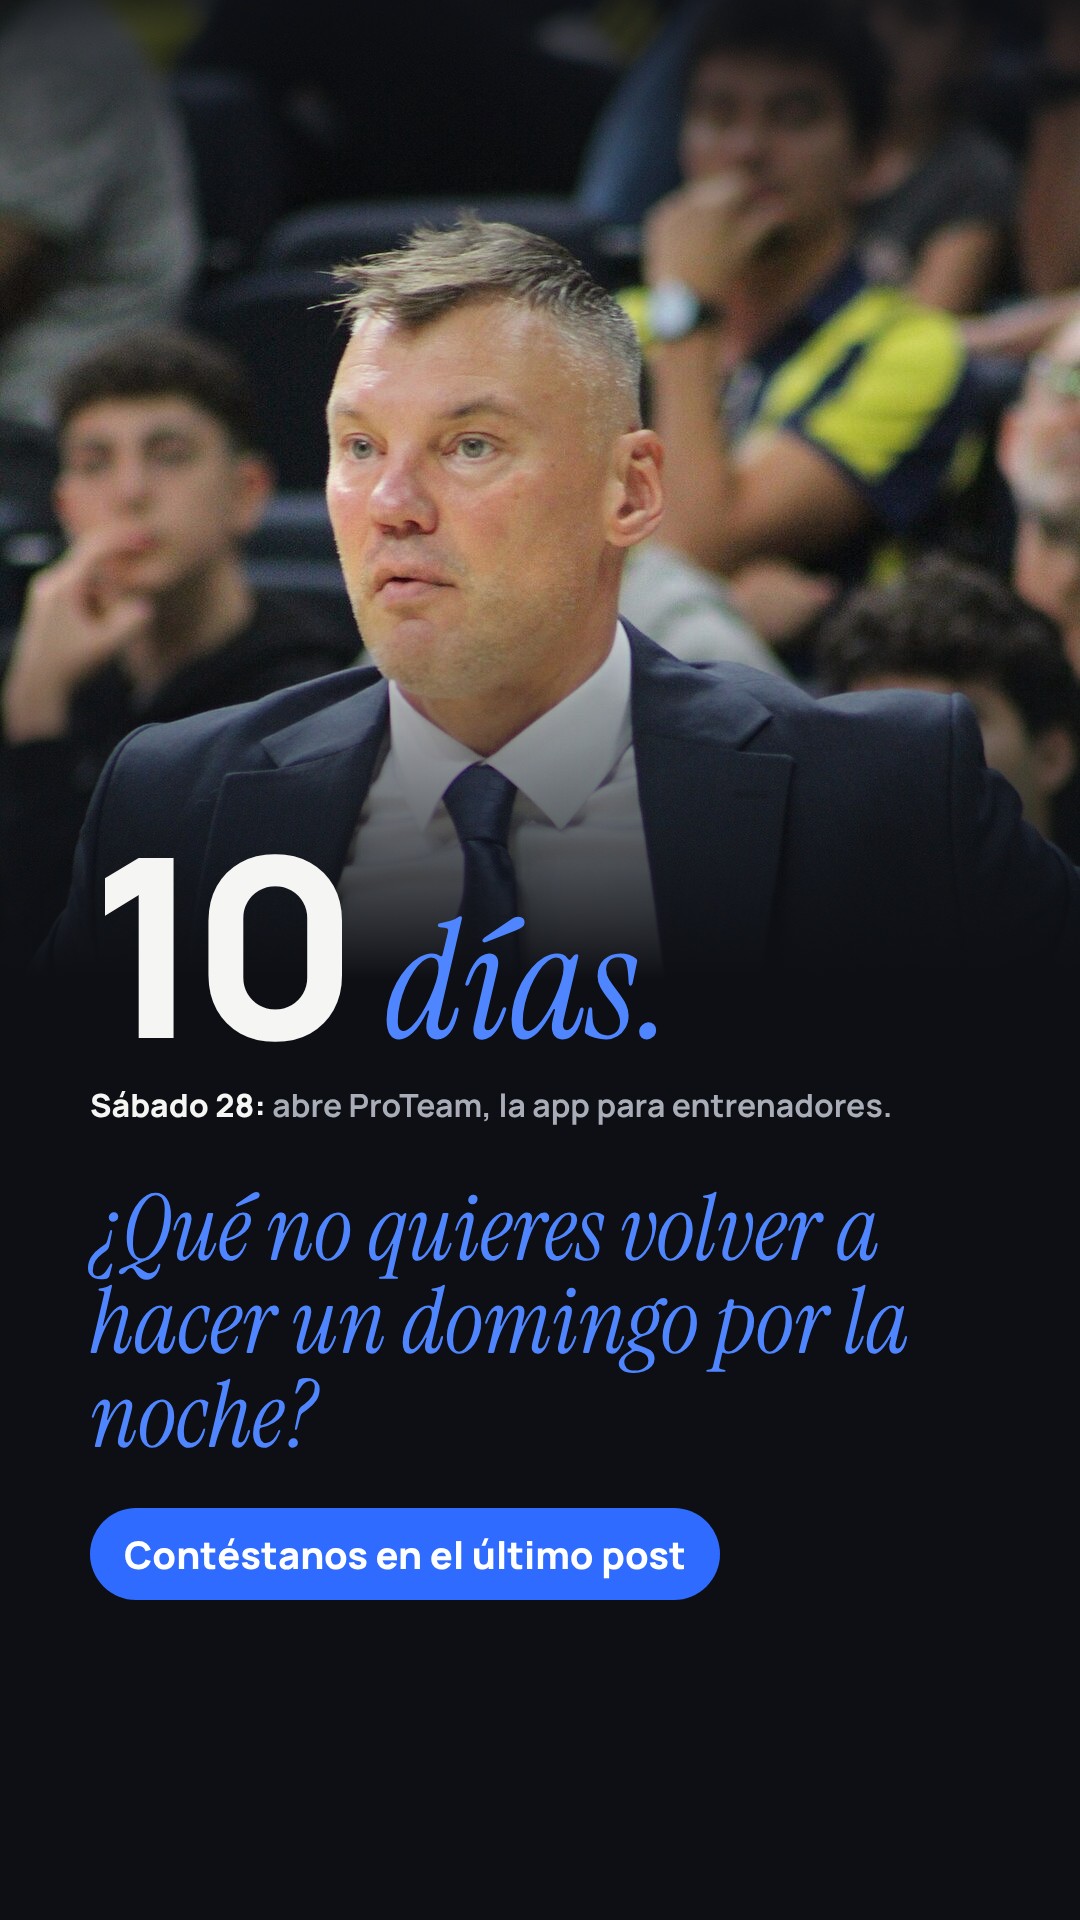 10 días.
Sábado 28: abre ProTeam, la app para entrenadores.
¿Qué no quieres volver a
hacer un domingo por la
noche?
Contéstanos en el último post